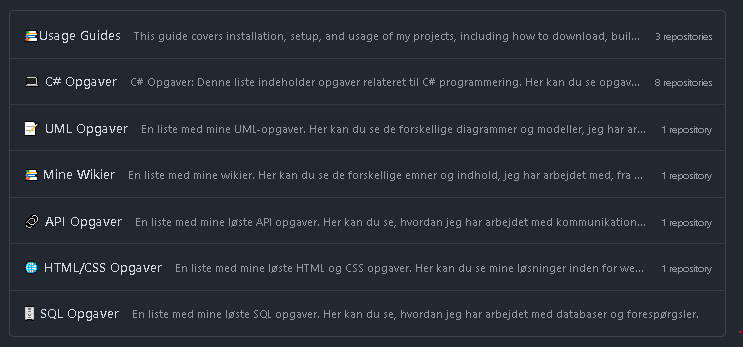 📚Usage Guides This guide covers installation, setup, and usage of my projects, including how to download, buil... 3 repositories
💻 C# Opgaver C# Opgaver: Denne liste indeholder opgaver relateret til C# programmering. Her kan du se opgav... 8 repositories
📝 UML Opgaver En liste med mine UML-opgaver. Her kan du se de forskellige diagrammer og modeller, jeg har ar... 1 repository
📚 Mine Wikier En liste med mine wikier. Her kan du se de forskellige emner og indhold, jeg har arbejdet med, fra ... 1 repository
🔗 API Opgaver En liste med mine løste API opgaver. Her kan du se, hvordan jeg har arbejdet med kommunikation... 1 repository
🌐 HTML/CSS Opgaver En liste med mine løste HTML og CSS opgaver. Her kan du se mine løsninger inden for we... 1 repository
🗄 SQL Opgaver En liste med mine løste SQL opgaver. Her kan du se, hvordan jeg har arbejdet med databaser og forespørgsler.